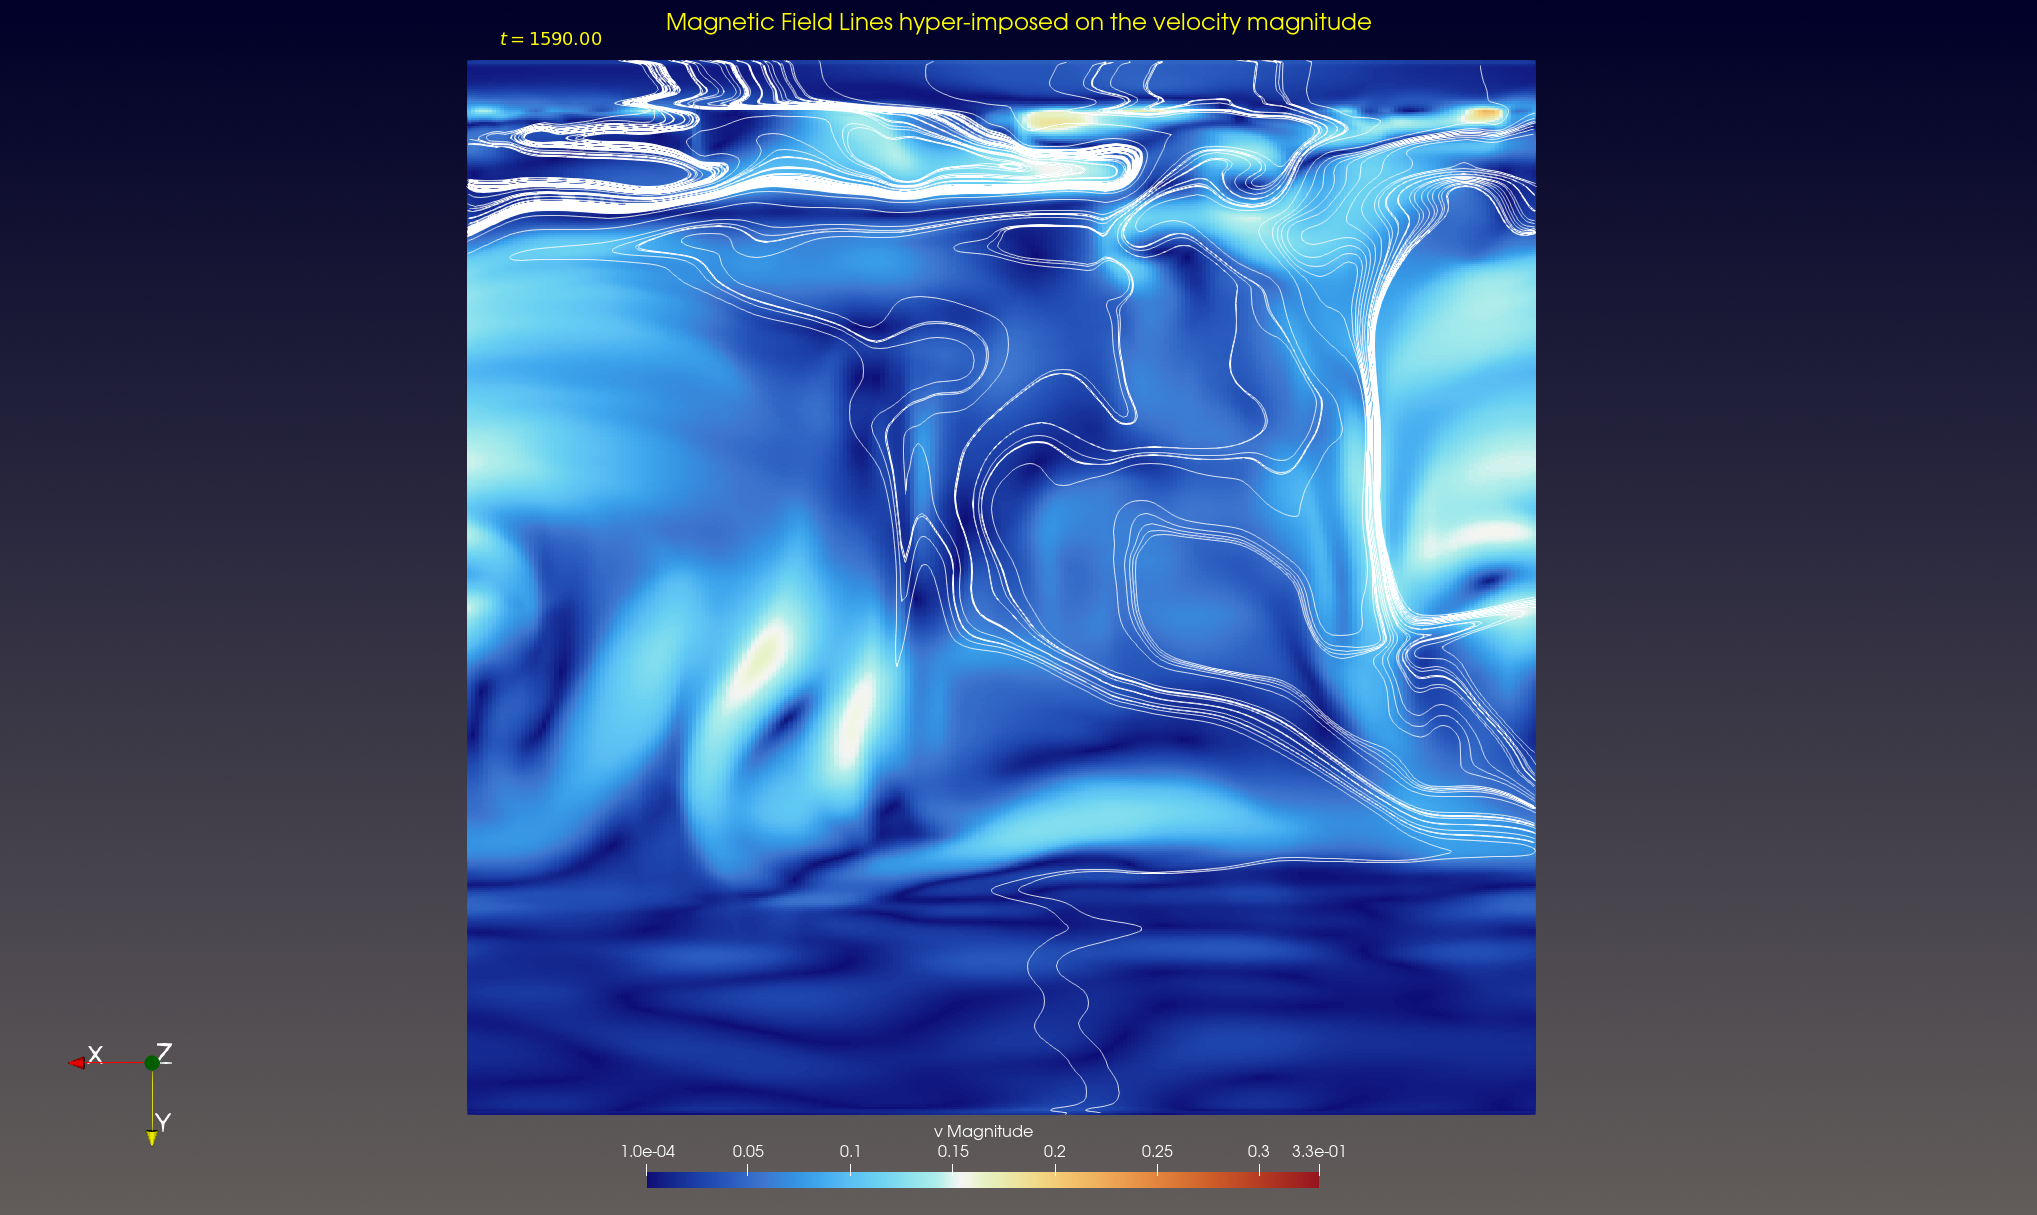 Magnetic Field Lines hyper-imposed on the velocity magnitude
t = 1590.00
X Z
Y
v Magnitude
1.0e-04 0.05 0.1 0.15 0.2 0.25 0.3 3.3e-01